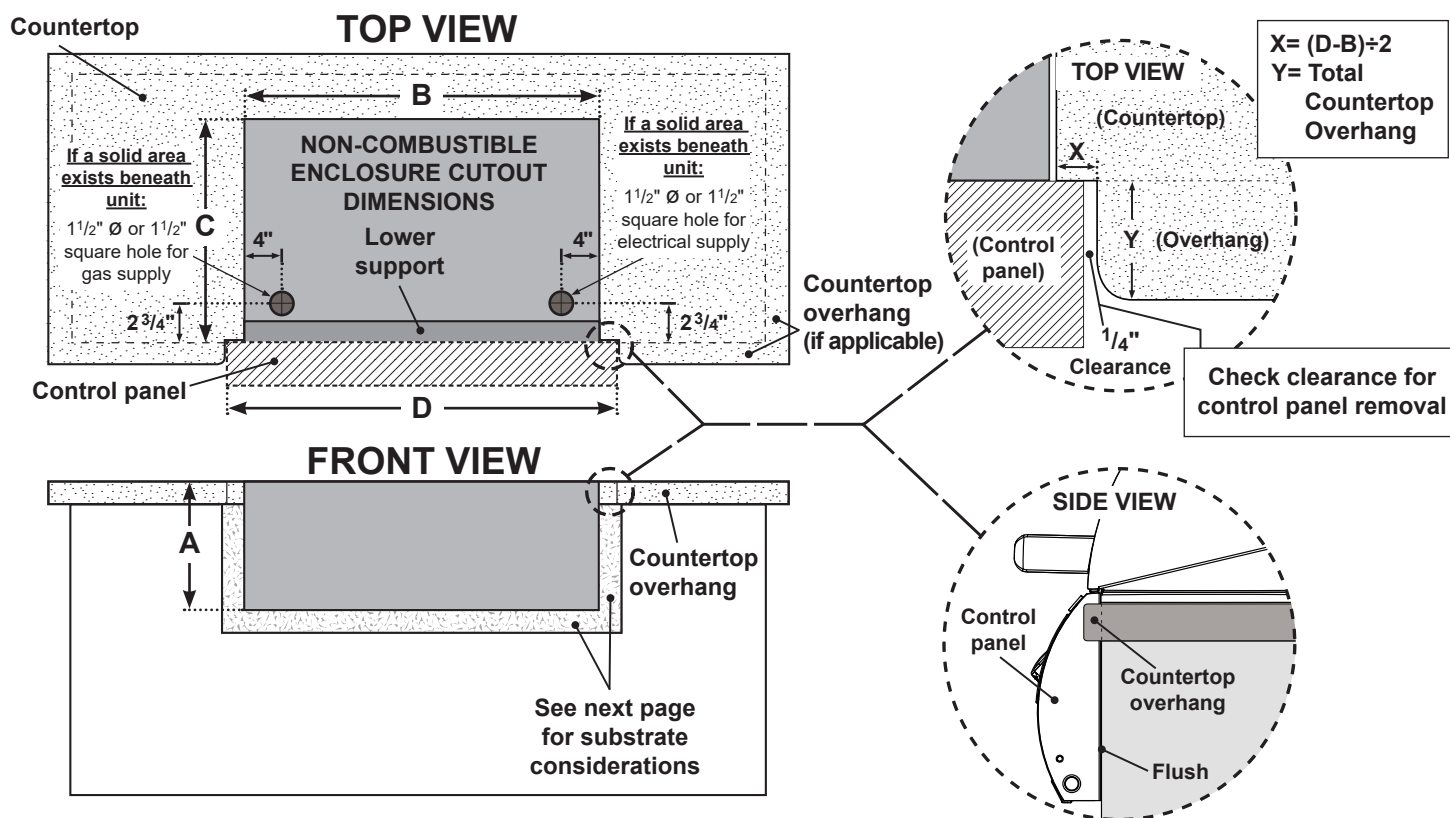 Countertop
TOP VIEW
B
NON-COMBUSTIBLE
ENCLOSURE CUTOUT
DIMENSIONS
If a solid area
exists beneath
unit:
1 1/2" Ø or 1 1/2"
square hole for
gas supply
C
4"
Lower
support
4"
If a solid area
exists beneath
unit:
1 1/2" Ø or 1 1/2"
square hole for
electrical supply
2 3/4"
2 3/4"
Countertop
overhang
(if applicable)
Control panel
D
TOP VIEW
(Countertop)
X
(Control
panel)
Y
(Overhang)
1/4"
Clearance
X= (D-B)÷2
Y= Total
Countertop
Overhang
Check clearance for
control panel removal
FRONT VIEW
A
Countertop
overhang
See next page
for substrate
considerations
SIDE VIEW
Control
panel
Countertop
overhang
Flush